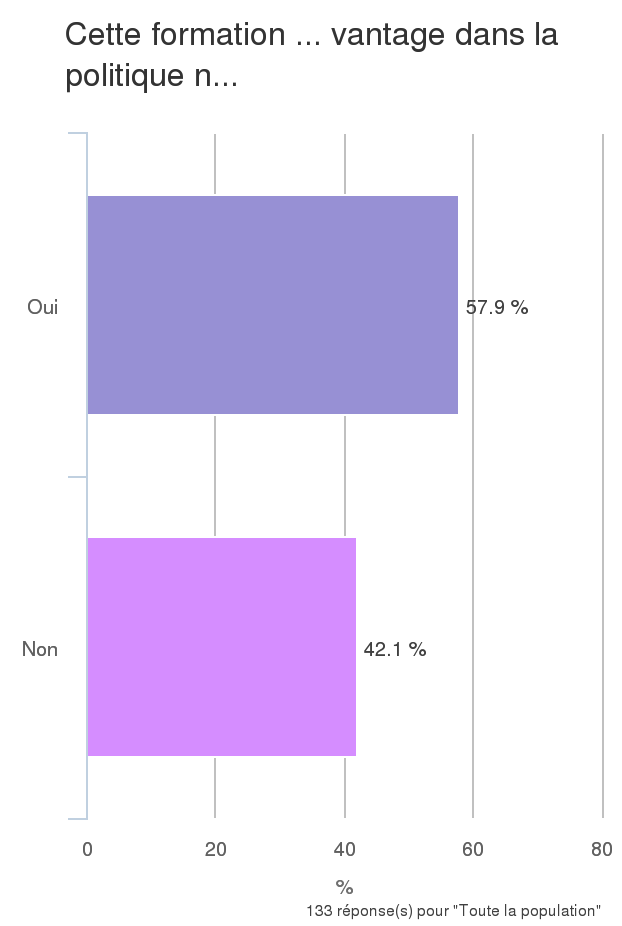 Cette formation ... vantage dans la
politique n...
Oui
57.9 %
Non
42.1 %
0 20 40 60 80
%
133 réponse(s) pour "Toute la population"